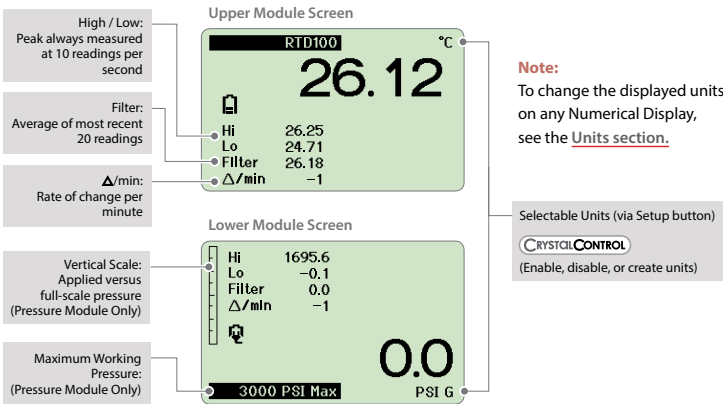 High / Low:
Peak always measured
at 10 readings per
second
Filter:
Average of most recent
20 readings
Δ/min:
Rate of change per
minute
Vertical Scale:
Applied versus
full-scale pressure
(Pressure Module Only)
Maximum Working
Pressure:
(Pressure Module Only)
Upper Module Screen
RTD100 °C
26.12
Hi 26.25
Lo 24.71
Filter 26.18
Δ/min -1
Lower Module Screen
Hi 1695.6
Lo -0.1
Filter 0.0
Δ/min -1
0.0
3000 PSI Max PSI G
Note:
To change the displayed units
on any Numerical Display,
see the Units section.
Selectable Units (via Setup button)
CRYSTALCONTROL
(Enable, disable, or create units)